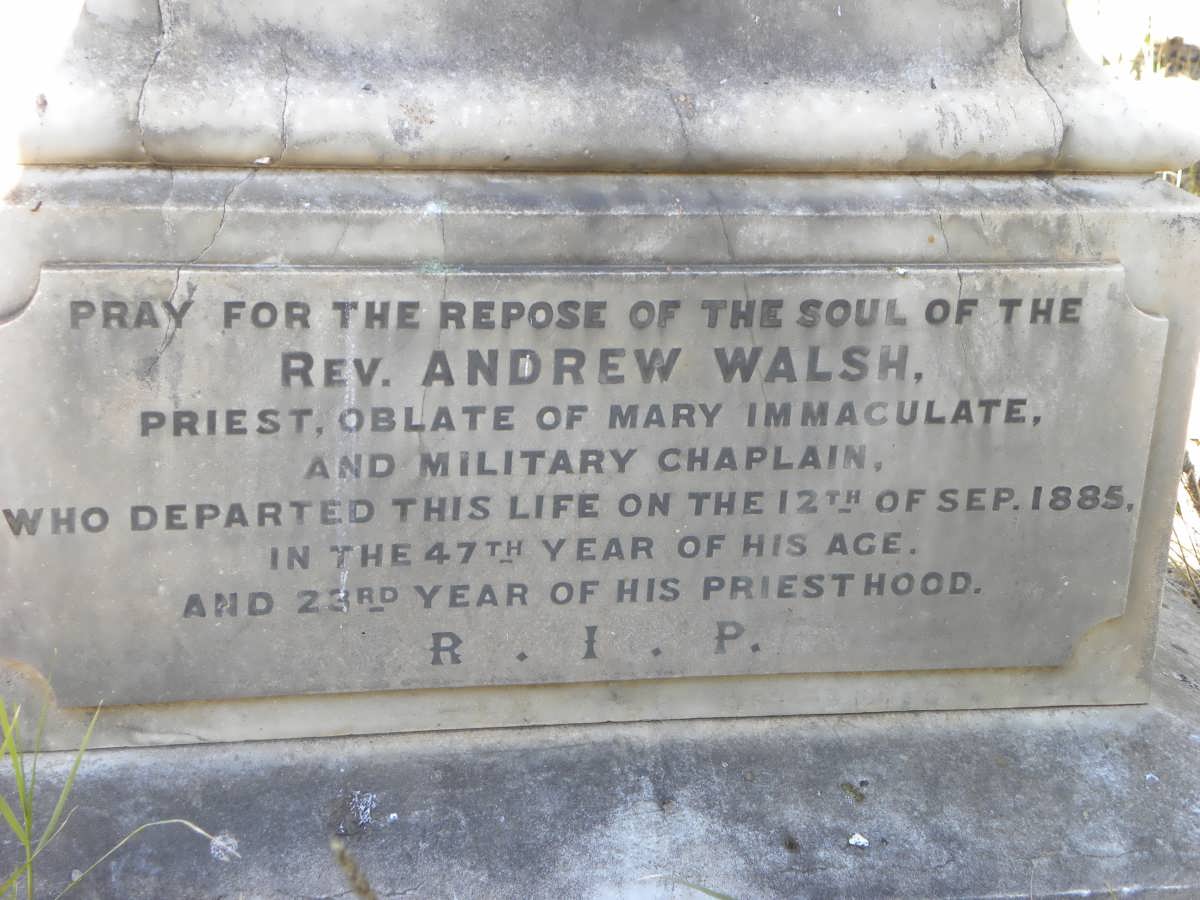 PRAY FOR THE REPOSE OF THE SOUL OF THE
REV. ANDREW WALSH,
PRIEST, OBLATE OF MARY IMMACULATE,
AND MILITARY CHAPLAIN,
WHO DEPARTED THIS LIFE ON THE 12TH OF SEP. 1885,
IN THE 47TH YEAR OF HIS AGE.
AND 23RD YEAR OF HIS PRIESTHOOD.
R . I . P.